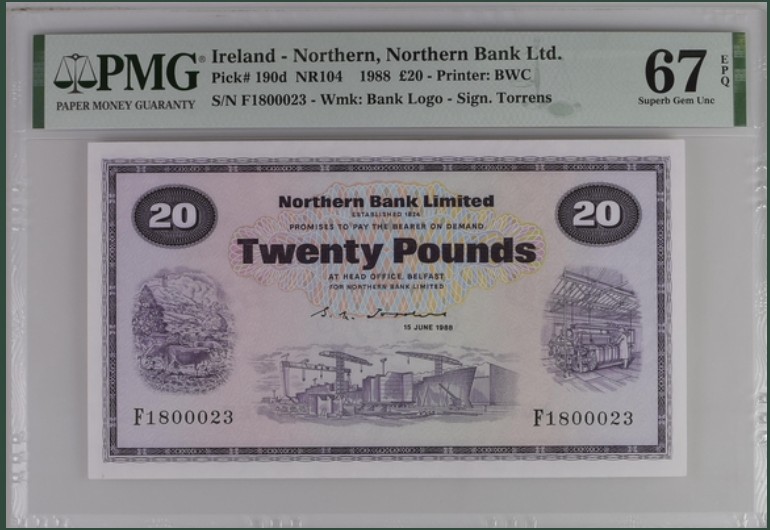 PMG®
PAPER MONEY GUARANTY
Ireland - Northern, Northern Bank Ltd.
Pick# 190d NR104 1988 £20 - Printer: BWC
S/N F1800023 - Wmk: Bank Logo - Sign. Torrens
67 EPQ
Superb Gem Unc
20
20
Northern Bank Limited
ESTABLISHED 1824
PROMISES TO PAY THE BEARER ON DEMAND
Twenty Pounds
AT HEAD OFFICE, BELFAST
FOR NORTHERN BANK LIMITED
15 JUNE 1988
F1800023
F1800023